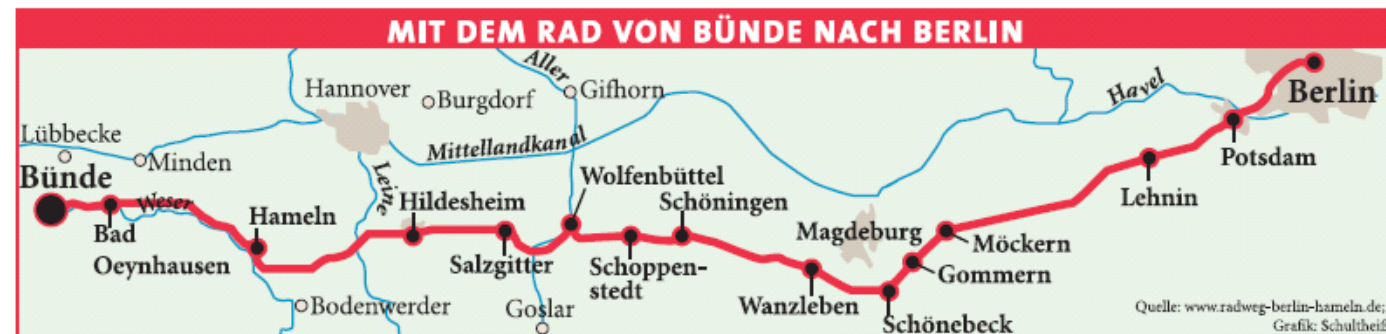 MIT DEM RAD VON BÜNDE NACH BERLIN
Aller
Gifhorn
Hannover
Burgdorf
Havel
Berlin
Lübbecke
Minden
Mittellandkanal
Potsdam
Bünde
Weser
Leine
Wolfenbüttel
Lehnin
Hameln
Hildesheim
Schöningen
Bad
Oeynhausen
Magdeburg
Möckern
Salzgitter
Schoppen-
stedt
Gommern
Bodenwerder
Goslar
Wanzleben
Schönebeck
Quelle: www.radweg-berlin-hameln.de;
Grafik: Schultheiß